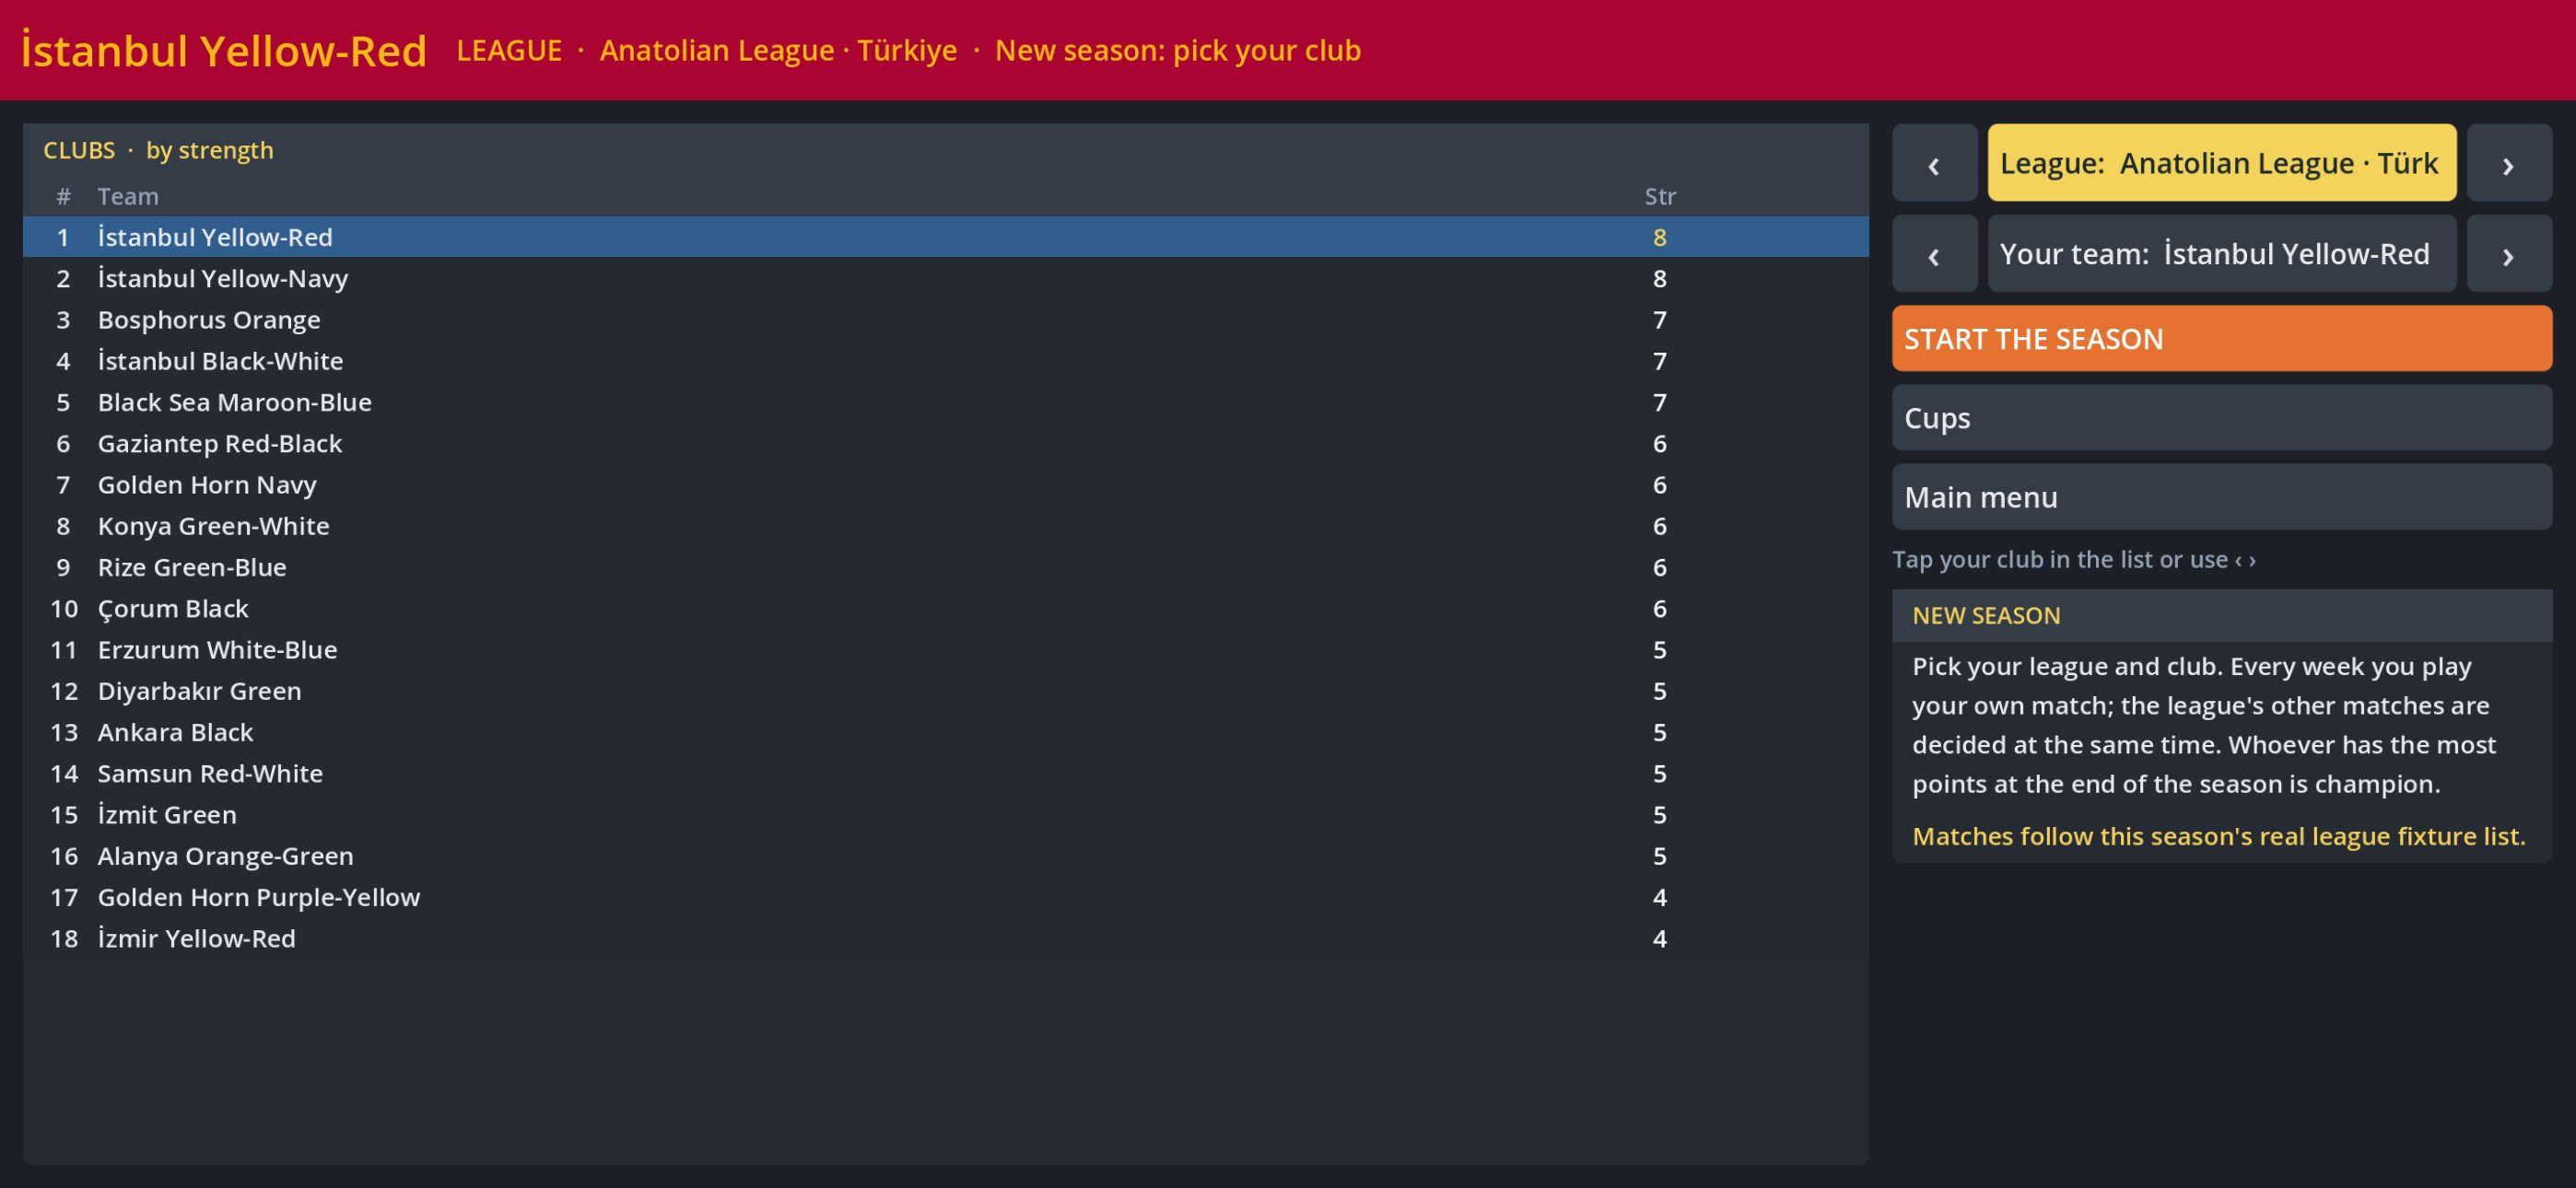 İstanbul Yellow-Red LEAGUE · Anatolian League · Türkiye · New season: pick your club
CLUBS · by strength
# Team Str
1 İstanbul Yellow-Red 8
2 İstanbul Yellow-Navy 8
3 Bosphorus Orange 7
4 İstanbul Black-White 7
5 Black Sea Maroon-Blue 7
6 Gaziantep Red-Black 6
7 Golden Horn Navy 6
8 Konya Green-White 6
9 Rize Green-Blue 6
10 Çorum Black 6
11 Erzurum White-Blue 5
12 Diyarbakır Green 5
13 Ankara Black 5
14 Samsun Red-White 5
15 İzmit Green 5
16 Alanya Orange-Green 5
17 Golden Horn Purple-Yellow 4
18 İzmir Yellow-Red 4
‹ League: Anatolian League · Türk ›
‹ Your team: İstanbul Yellow-Red ›
START THE SEASON
Cups
Main menu
Tap your club in the list or use ‹ ›
NEW SEASON
Pick your league and club. Every week you play
your own match; the league's other matches are
decided at the same time. Whoever has the most
points at the end of the season is champion.
Matches follow this season's real league fixture list.